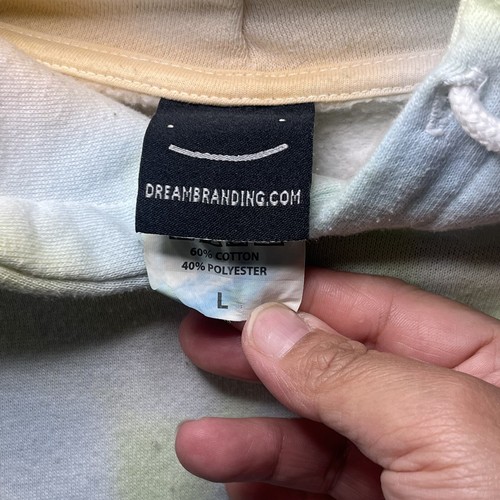 DREAMBRANDING.COM
60% COTTON
40% POLYESTER
L